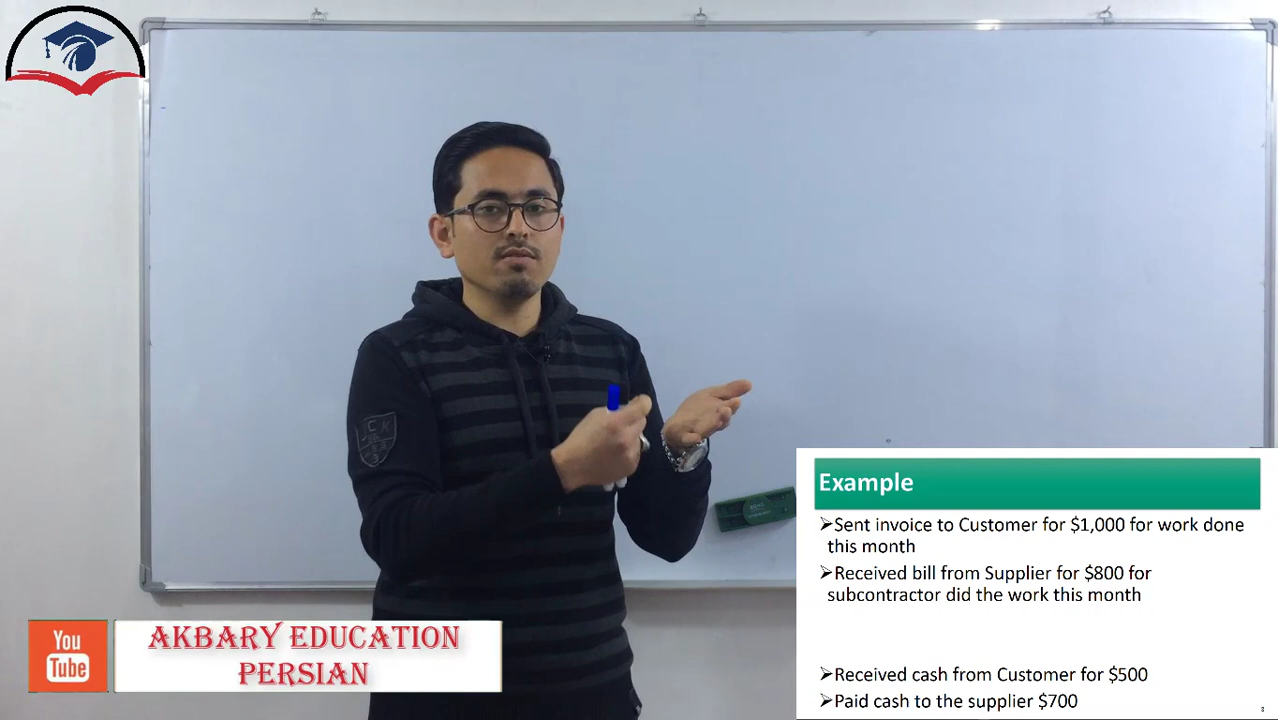 Example
➢Sent invoice to Customer for $1,000 for work done
this month
➢Received bill from Supplier for $800 for
subcontractor did the work this month
➢Received cash from Customer for $500
➢Paid cash to the supplier $700
You
Tube
AKBARY EDUCATION
PERSIAN
C K